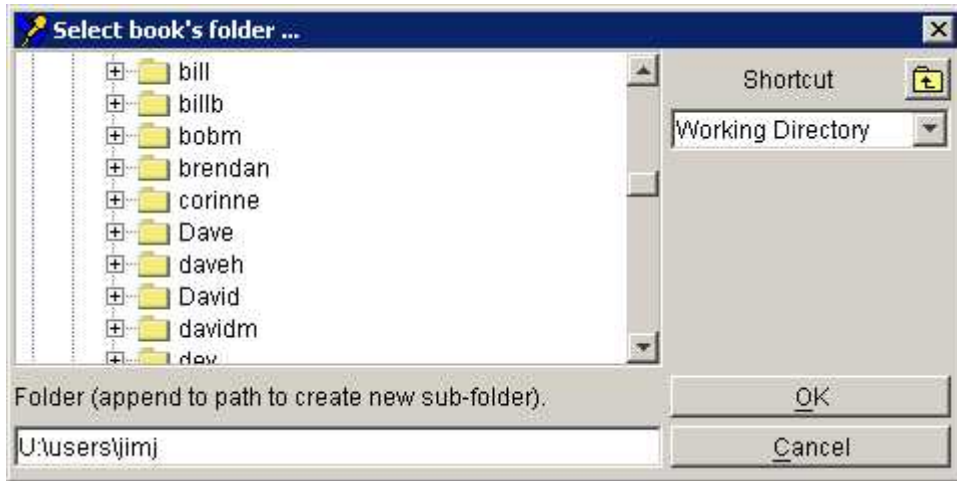 Select book's folder ...
bill
billb
bobm
brendan
corinne
Dave
daveh
David
davidm
dev
Shortcut
Working Directory
Folder (append to path to create new sub-folder).
U:\users\jimj
OK
Cancel